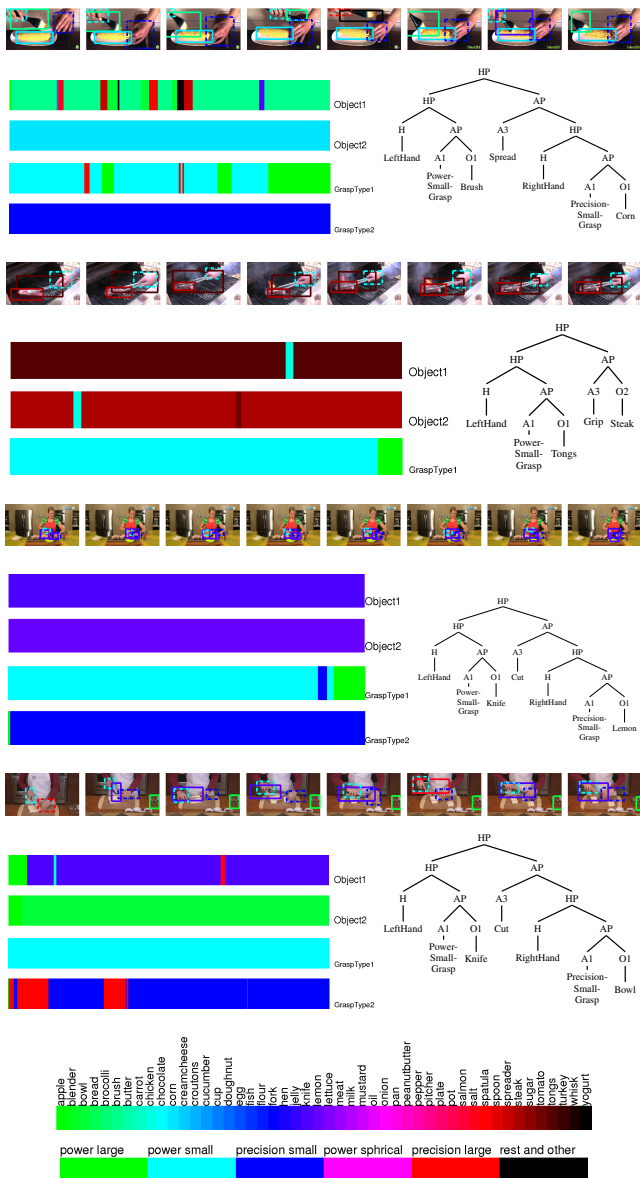 HP
HP AP
Object1
H AP A3 HP
LeftHand A1 O1 Spread H AP
Object2
Power-
Small-
Grasp
Brush RightHand A1 O1
GraspType1
Precision-
Small-
Grasp
Corn
GraspType2
HP
HP AP
Object1
H AP A3 O2
LeftHand A1 O1 Grip Steak
Object2
Power-
Small-
Grasp
Tongs
GraspType1
HP
Object1
HP AP
Object2
H AP A3 HP
LeftHand A1 O1 Cut H AP
GraspType1
Power-
Small-
Grasp
Knife RightHand A1 O1
Precision-
Small-
Grasp
Lemon
GraspType2
HP
HP AP
Object1
H AP A3 HP
Object2
LeftHand A1 O1 Cut H AP
Power-
Small-
Grasp
Knife RightHand A1 O1
GraspType1
Precision-
Small-
Grasp
Bowl
GraspType2
apple
blender
bowl
bread
brocolli
brush
butter
carrot
chicken
chocolate
corn
creamcheese
croutons
cucumber
cup
doughnut
egg
fish
flour
fork
hen
jelly
knife
lemon
lettuce
meat
milk
mustard
oil
onion
pan
peanutbutter
pepper
pitcher
plate
pot
salmon
salt
spatula
spoon
spreader
steak
sugar
tomato
tongs
turkey
whisk
yogurt
power large power small precision small power sphrical precision large rest and other